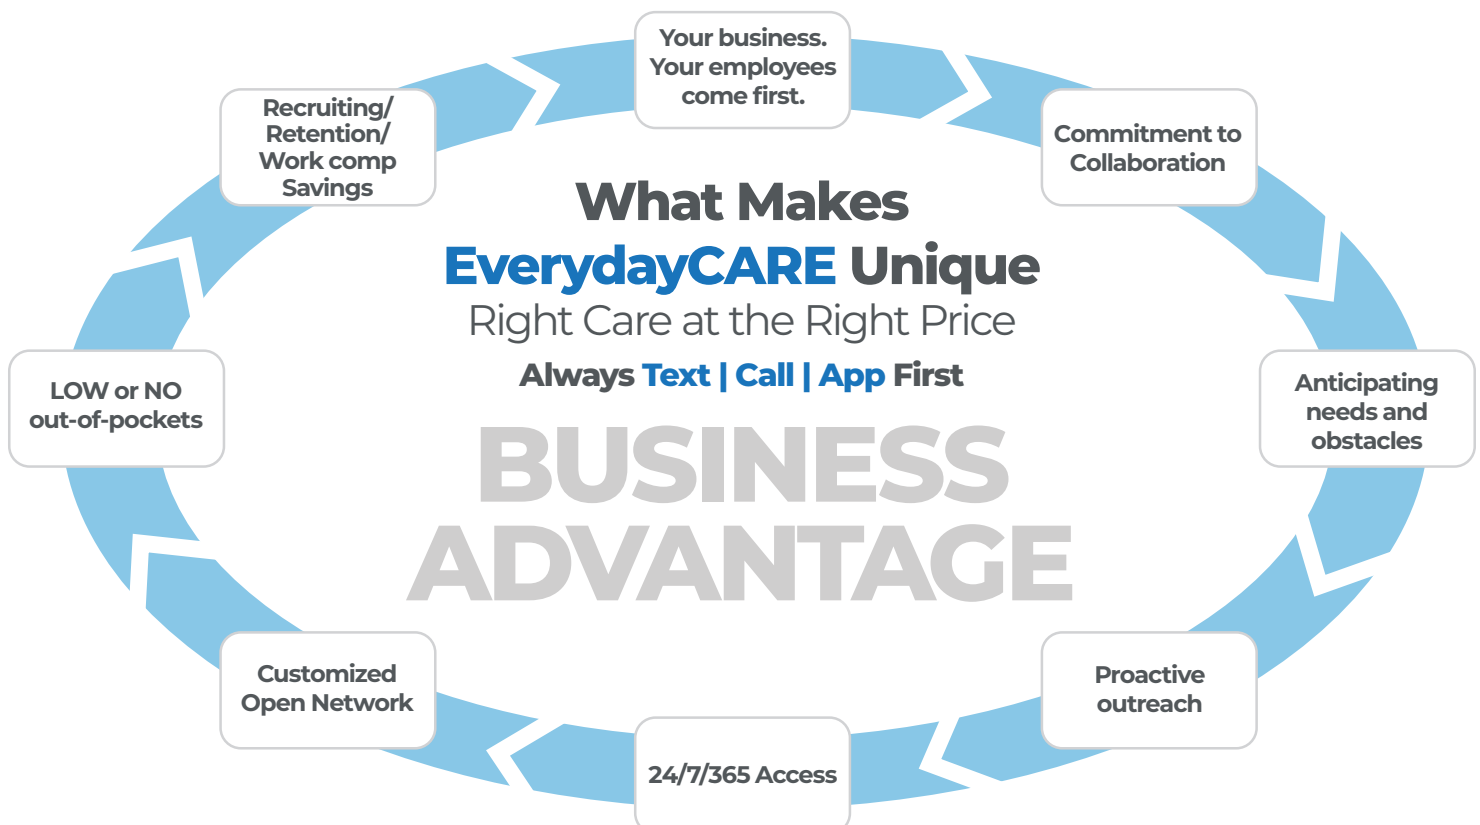 Your business.
Your employees
come first.
Commitment to
Collaboration
Anticipating
needs and
obstacles
Proactive
outreach
24/7/365 Access
Customized
Open Network
LOW or NO
out-of-pockets
Recruiting/
Retention/
Work comp
Savings
What Makes
EverydayCARE Unique
Right Care at the Right Price
Always Text | Call | App First
BUSINESS
ADVANTAGE